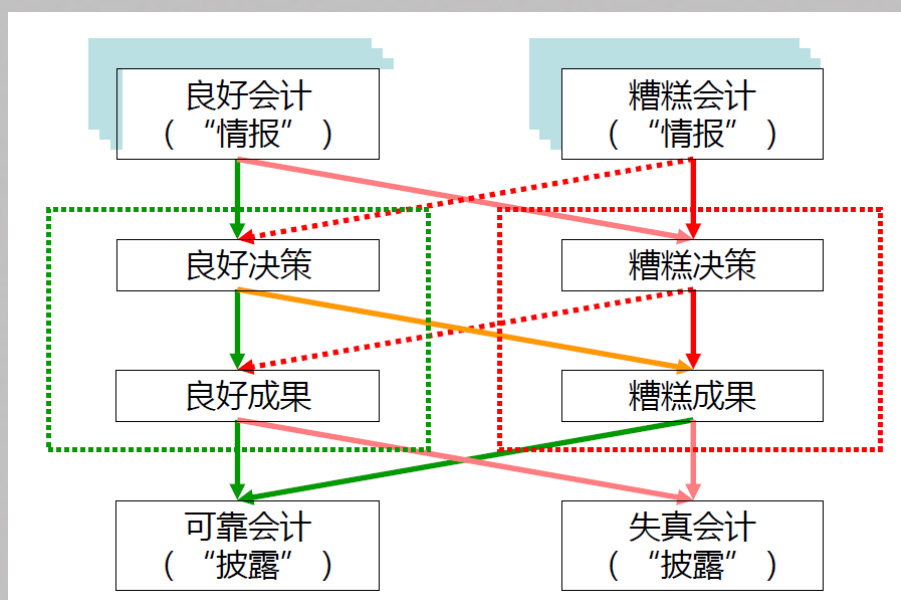 良好会计
（ “情报” ）
糟糕会计
（ “情报” ）
良好决策
糟糕决策
良好成果
糟糕成果
可靠会计
（ “披露” ）
失真会计
（ “披露” ）